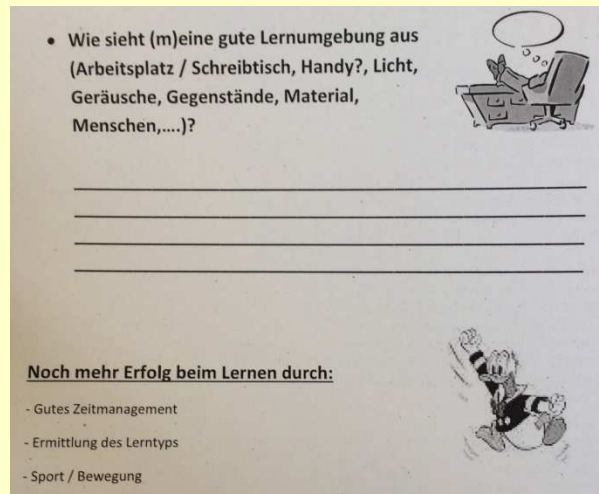 • Wie sieht (m)eine gute Lernumgebung aus
(Arbeitsplatz / Schreibtisch, Handy?, Licht,
Geräusche, Gegenstände, Material,
Menschen,....)?
Noch mehr Erfolg beim Lernen durch:
- Gutes Zeitmanagement
- Ermittlung des Lerntyps
- Sport / Bewegung